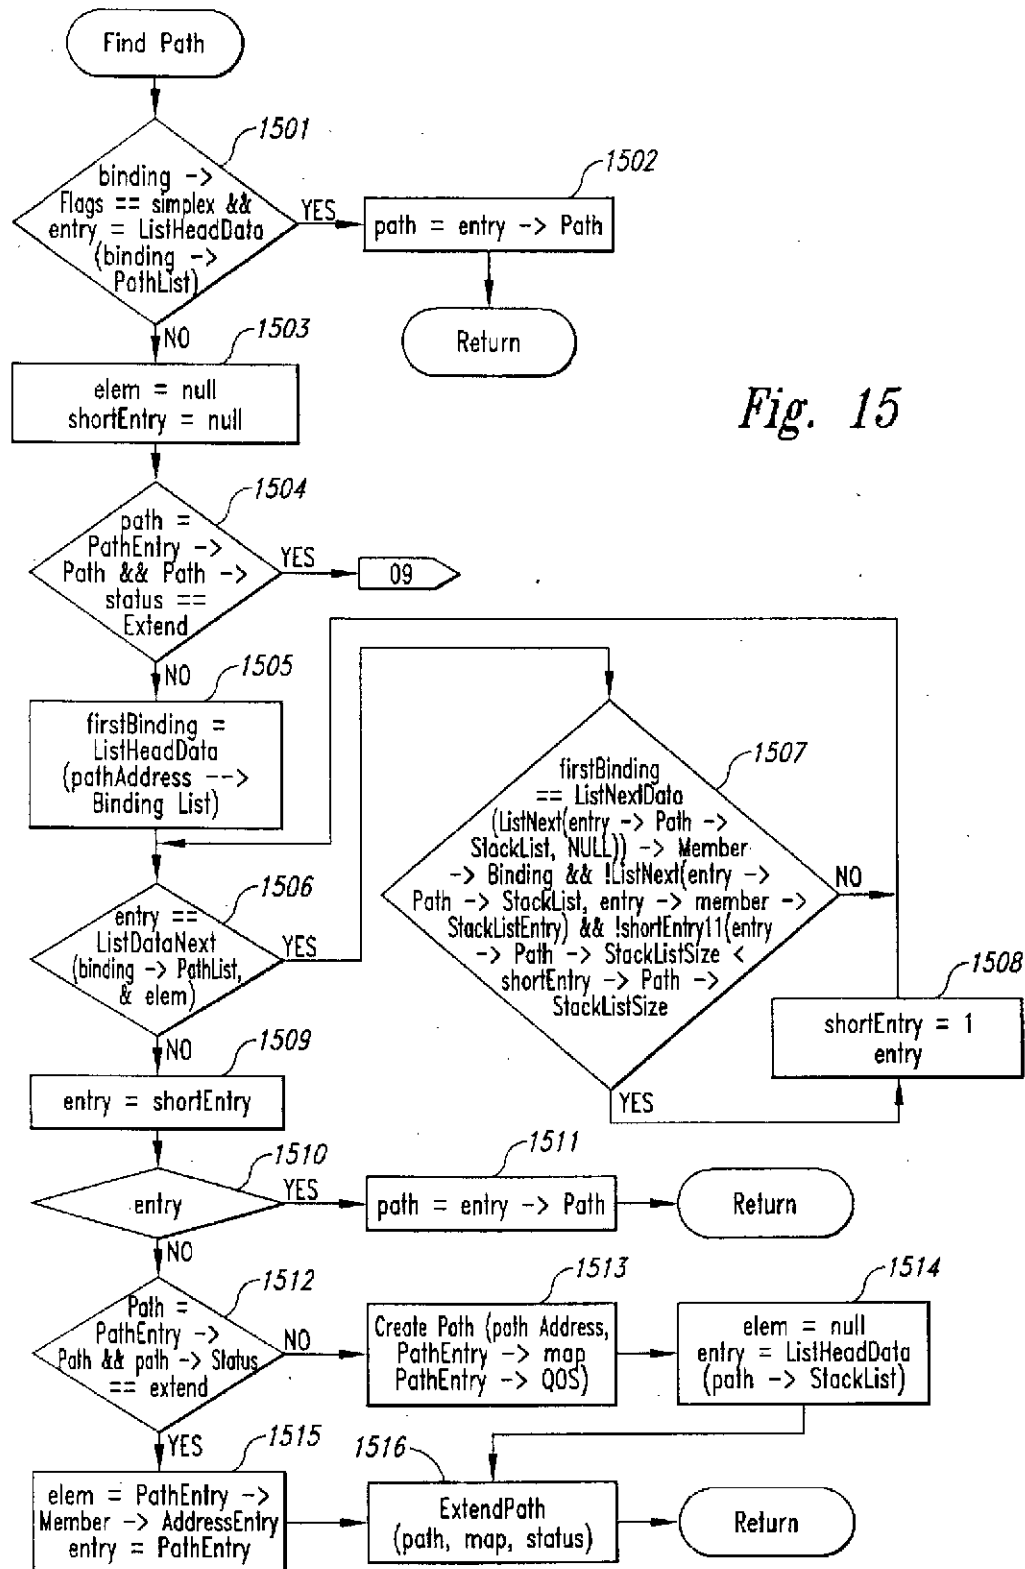 Find Path
1501
binding ->
Flags == simplex &&
entry = ListHeadData
(binding ->
PathList)
YES
1502
path = entry -> Path
Return
NO
1503
elem = null
shortEntry = null
Fig. 15
1504
path =
PathEntry ->
Path && Path ->
status ==
Extend
YES
09
NO
1505
firstBinding =
ListHeadData
(pathAddress -->
Binding List)
1506
entry ==
ListDataNext
(binding -> PathList,
& elem)
YES
1507
firstBinding
== ListNextData
(ListNext(entry -> Path ->
StackList, NULL)) -> Member
-> Binding && !ListNext(entry ->
Path -> StackList, entry -> member ->
StackListEntry) && !shortEntry11(entry
-> Path -> StackListSize <
shortEntry -> Path ->
StackListSize
NO
YES
1508
shortEntry = 1
entry
NO
1509
entry = shortEntry
1510
entry
YES
1511
path = entry -> Path
Return
NO
1512
Path =
PathEntry ->
Path && path -> Status
== extend
NO
1513
Create Path (path Address,
PathEntry -> map
PathEntry -> QOS)
1514
elem = null
entry = ListHeadData
(path -> StackList)
YES
1515
elem = PathEntry ->
Member -> AddressEntry
entry = PathEntry
1516
ExtendPath
(path, map, status)
Return